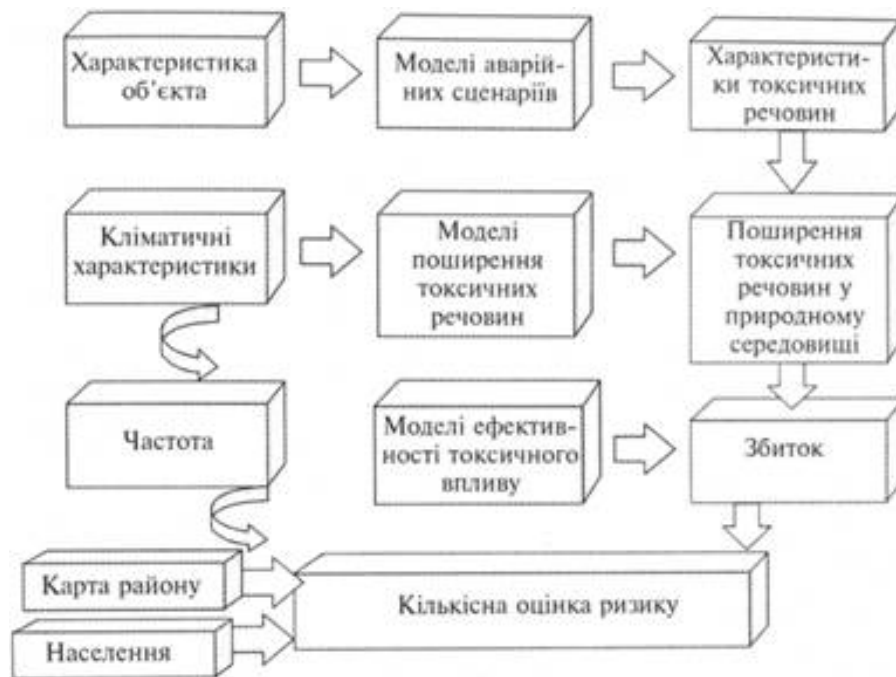 Характеристика
об’єкта
Моделі аварій-
них сценаріїв
Характеристи-
ки токсичних
речовин
Кліматичні
характеристики
Моделі
поширення
токсичних
речовин
Поширення
токсичних
речовин у
природному
середовищі
Частота
Моделі ефектив-
ності токсичного
впливу
Збиток
Карта району
Кількісна оцінка ризику
Населення